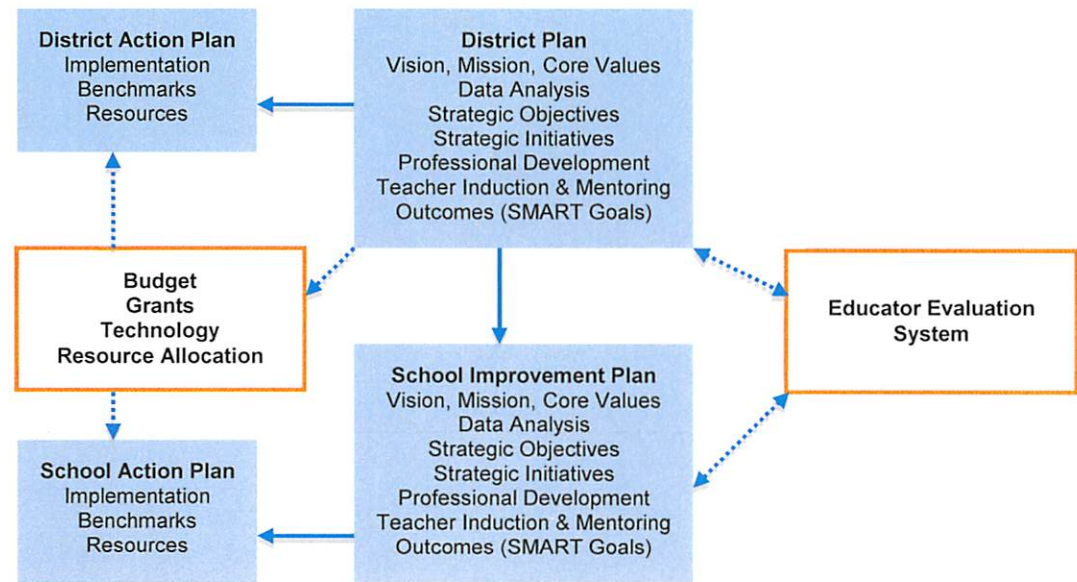 District Action Plan
Implementation
Benchmarks
Resources
District Plan
Vision, Mission, Core Values
Data Analysis
Strategic Objectives
Strategic Initiatives
Professional Development
Teacher Induction & Mentoring
Outcomes (SMART Goals)
Budget
Grants
Technology
Resource Allocation
Educator Evaluation
System
School Improvement Plan
Vision, Mission, Core Values
Data Analysis
Strategic Objectives
Strategic Initiatives
Professional Development
Teacher Induction & Mentoring
Outcomes (SMART Goals)
School Action Plan
Implementation
Benchmarks
Resources